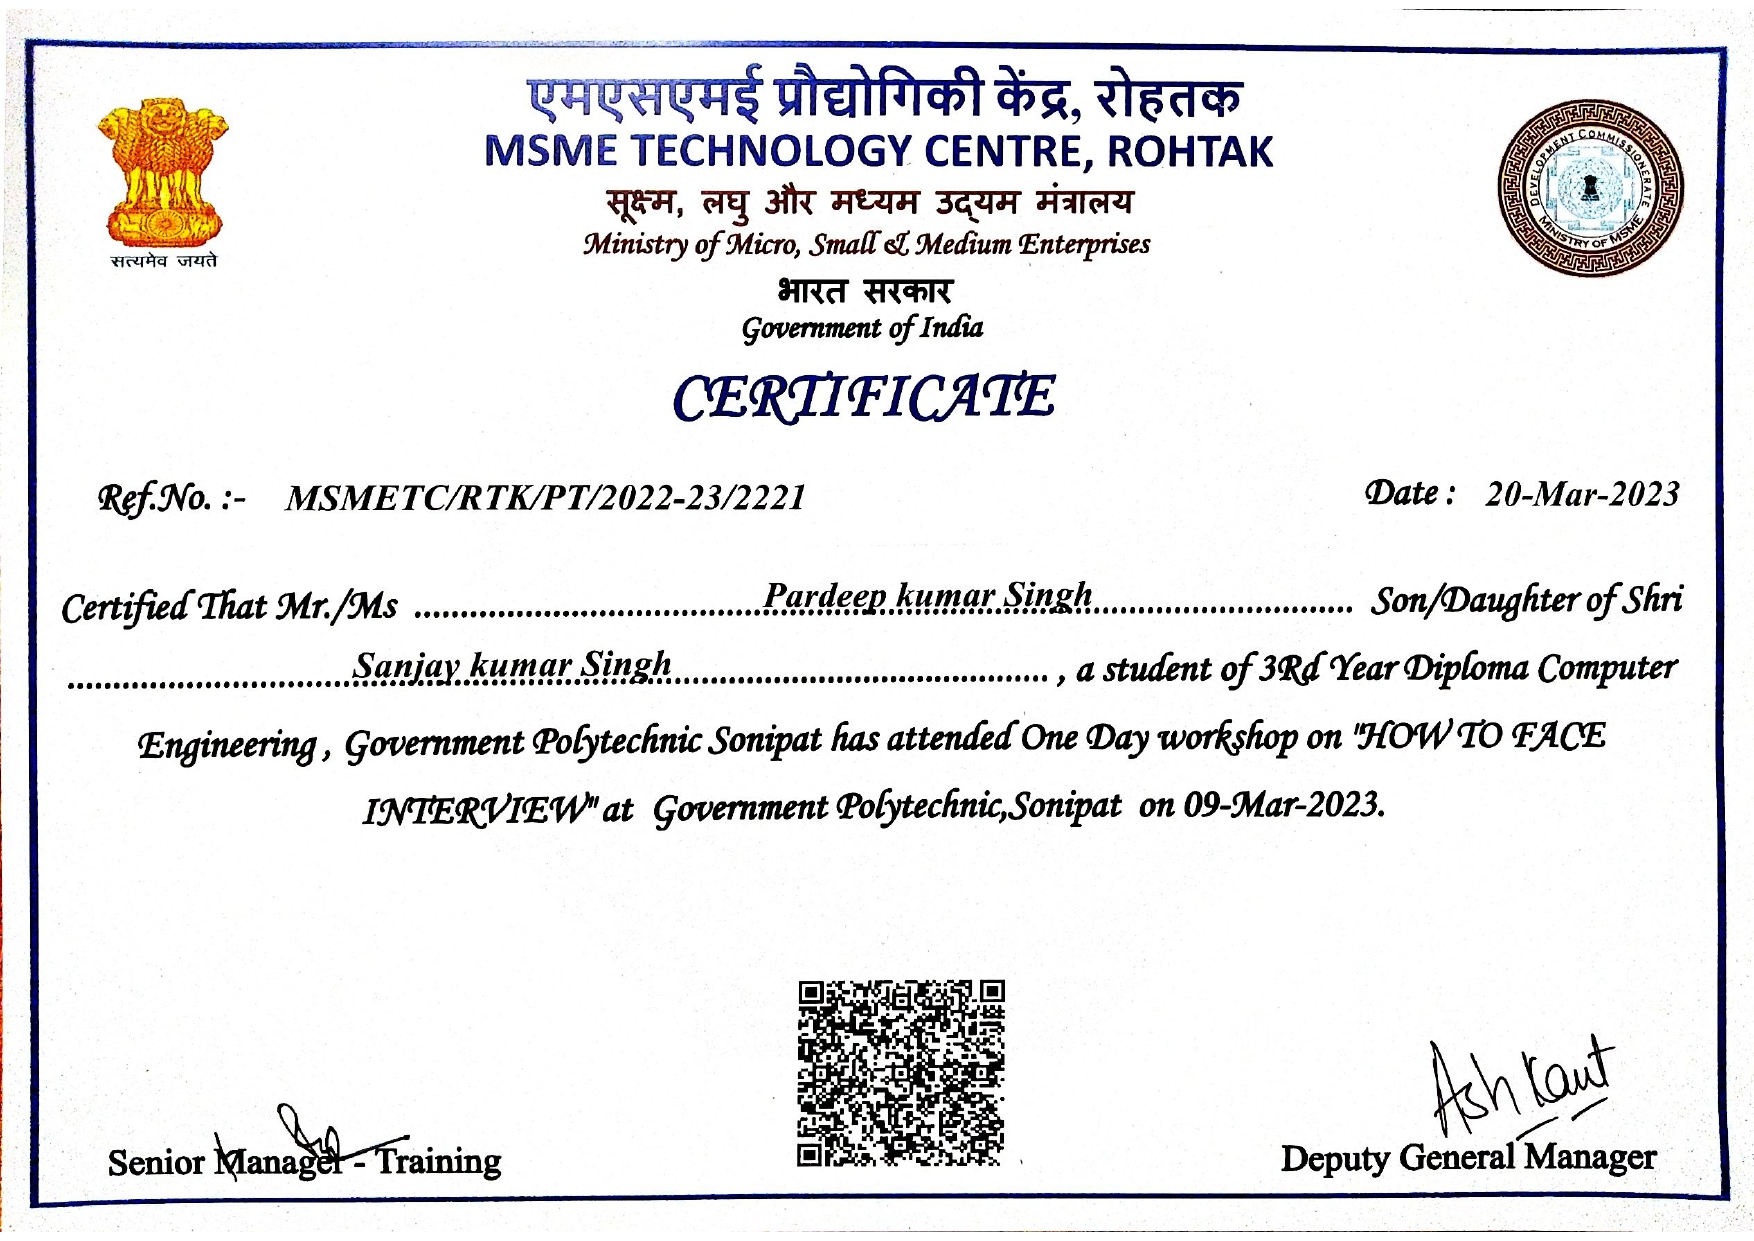 एमएसएमई प्रौद्योगिकी केंद्र, रोहतक
MSME TECHNOLOGY CENTRE, ROHTAK
सूक्ष्म, लघु और मध्यम उद्यम मंत्रालय
Ministry of Micro, Small & Medium Enterprises
भारत सरकार
Government of India
सत्यमेव जयते
DEVELOPMENT COMMISSIONERATE
MINISTRY OF MSME
CERTIFICATE
Ref.No. :- MSMETC/RTK/PT/2022-23/2221
Date : 20-Mar-2023
Certified That Mr./Ms ....................Pardeep kumar Singh.................... Son/Daughter of Shri
....................Sanjay kumar Singh.................... , a student of 3Rd Year Diploma Computer
Engineering , Government Polytechnic Sonipat has attended One Day workshop on "HOW TO FACE
INTERVIEW" at Government Polytechnic,Sonipat on 09-Mar-2023.
Ash Kant
Senior Manager - Training
Deputy General Manager